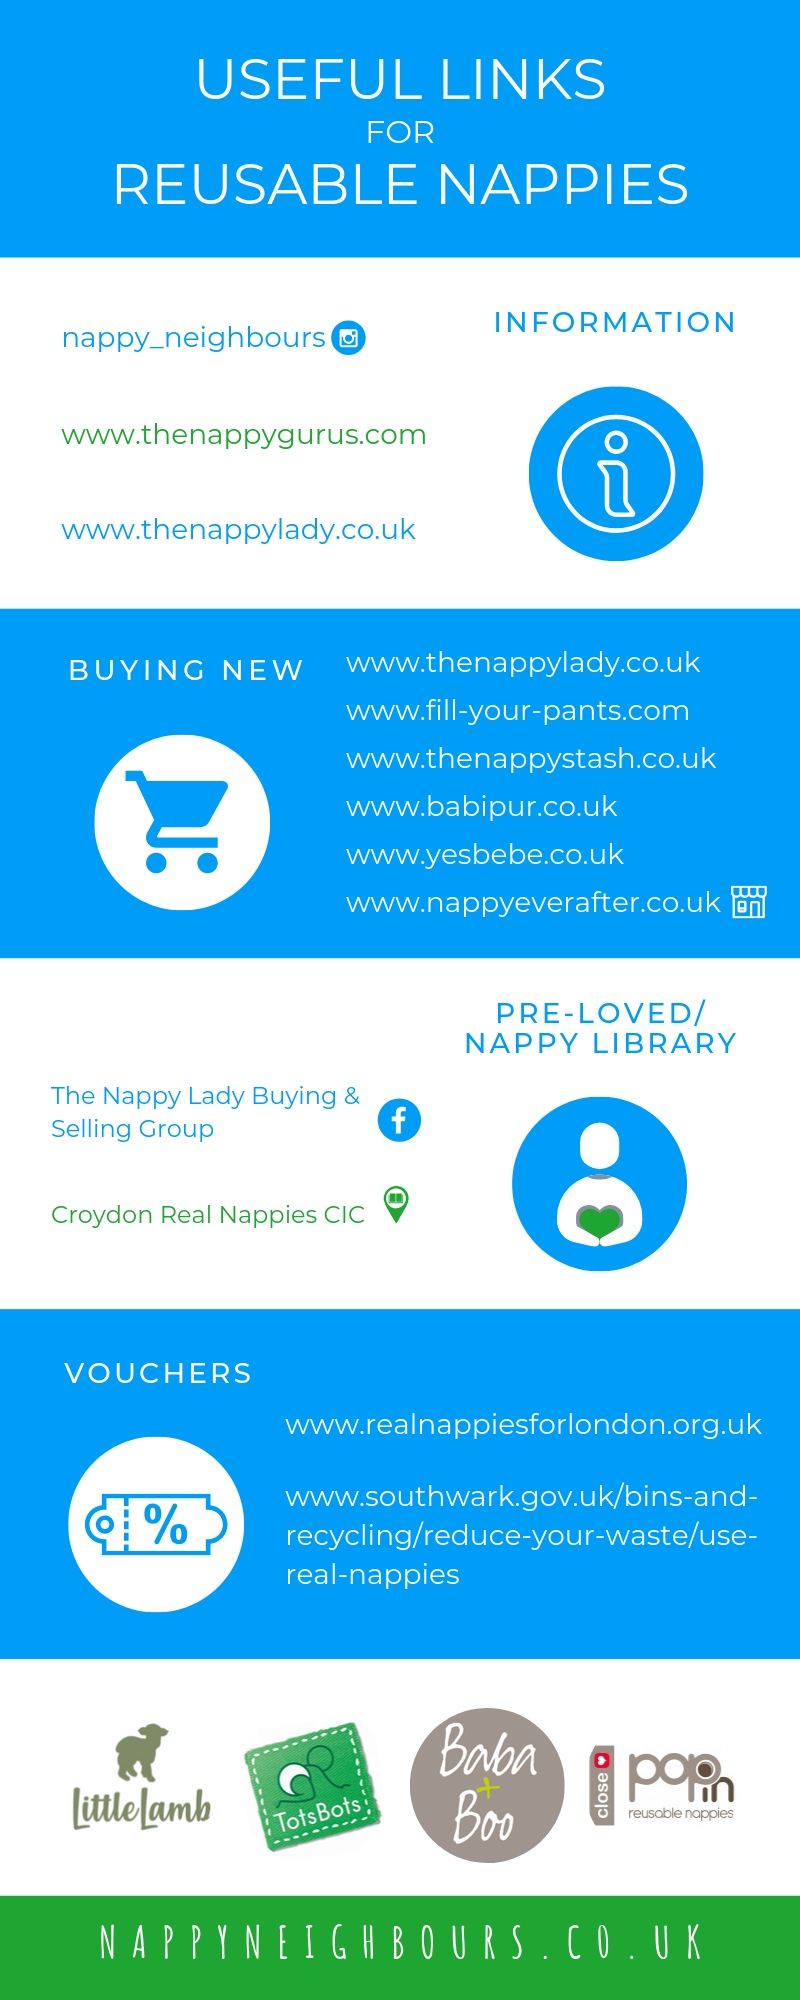 USEFUL LINKS
FOR
REUSABLE NAPPIES
INFORMATION
nappy_neighbours
www.thenappygurus.com
www.thenappylady.co.uk
BUYING NEW
www.thenappylady.co.uk
www.fill-your-pants.com
www.thenappystash.co.uk
www.babipur.co.uk
www.yesbebe.co.uk
www.nappyeverafter.co.uk
PRE-LOVED/
NAPPY LIBRARY
The Nappy Lady Buying &
Selling Group
Croydon Real Nappies CIC
VOUCHERS
%
www.realnappiesforlondon.org.uk
www.southwark.gov.uk/bins-and-
recycling/reduce-your-waste/use-
real-nappies
LittleLamb
TotsBots
Baba
+
Boo
close
popin
reusable nappies
NAPPYNEIGHBOURS.CO.UK